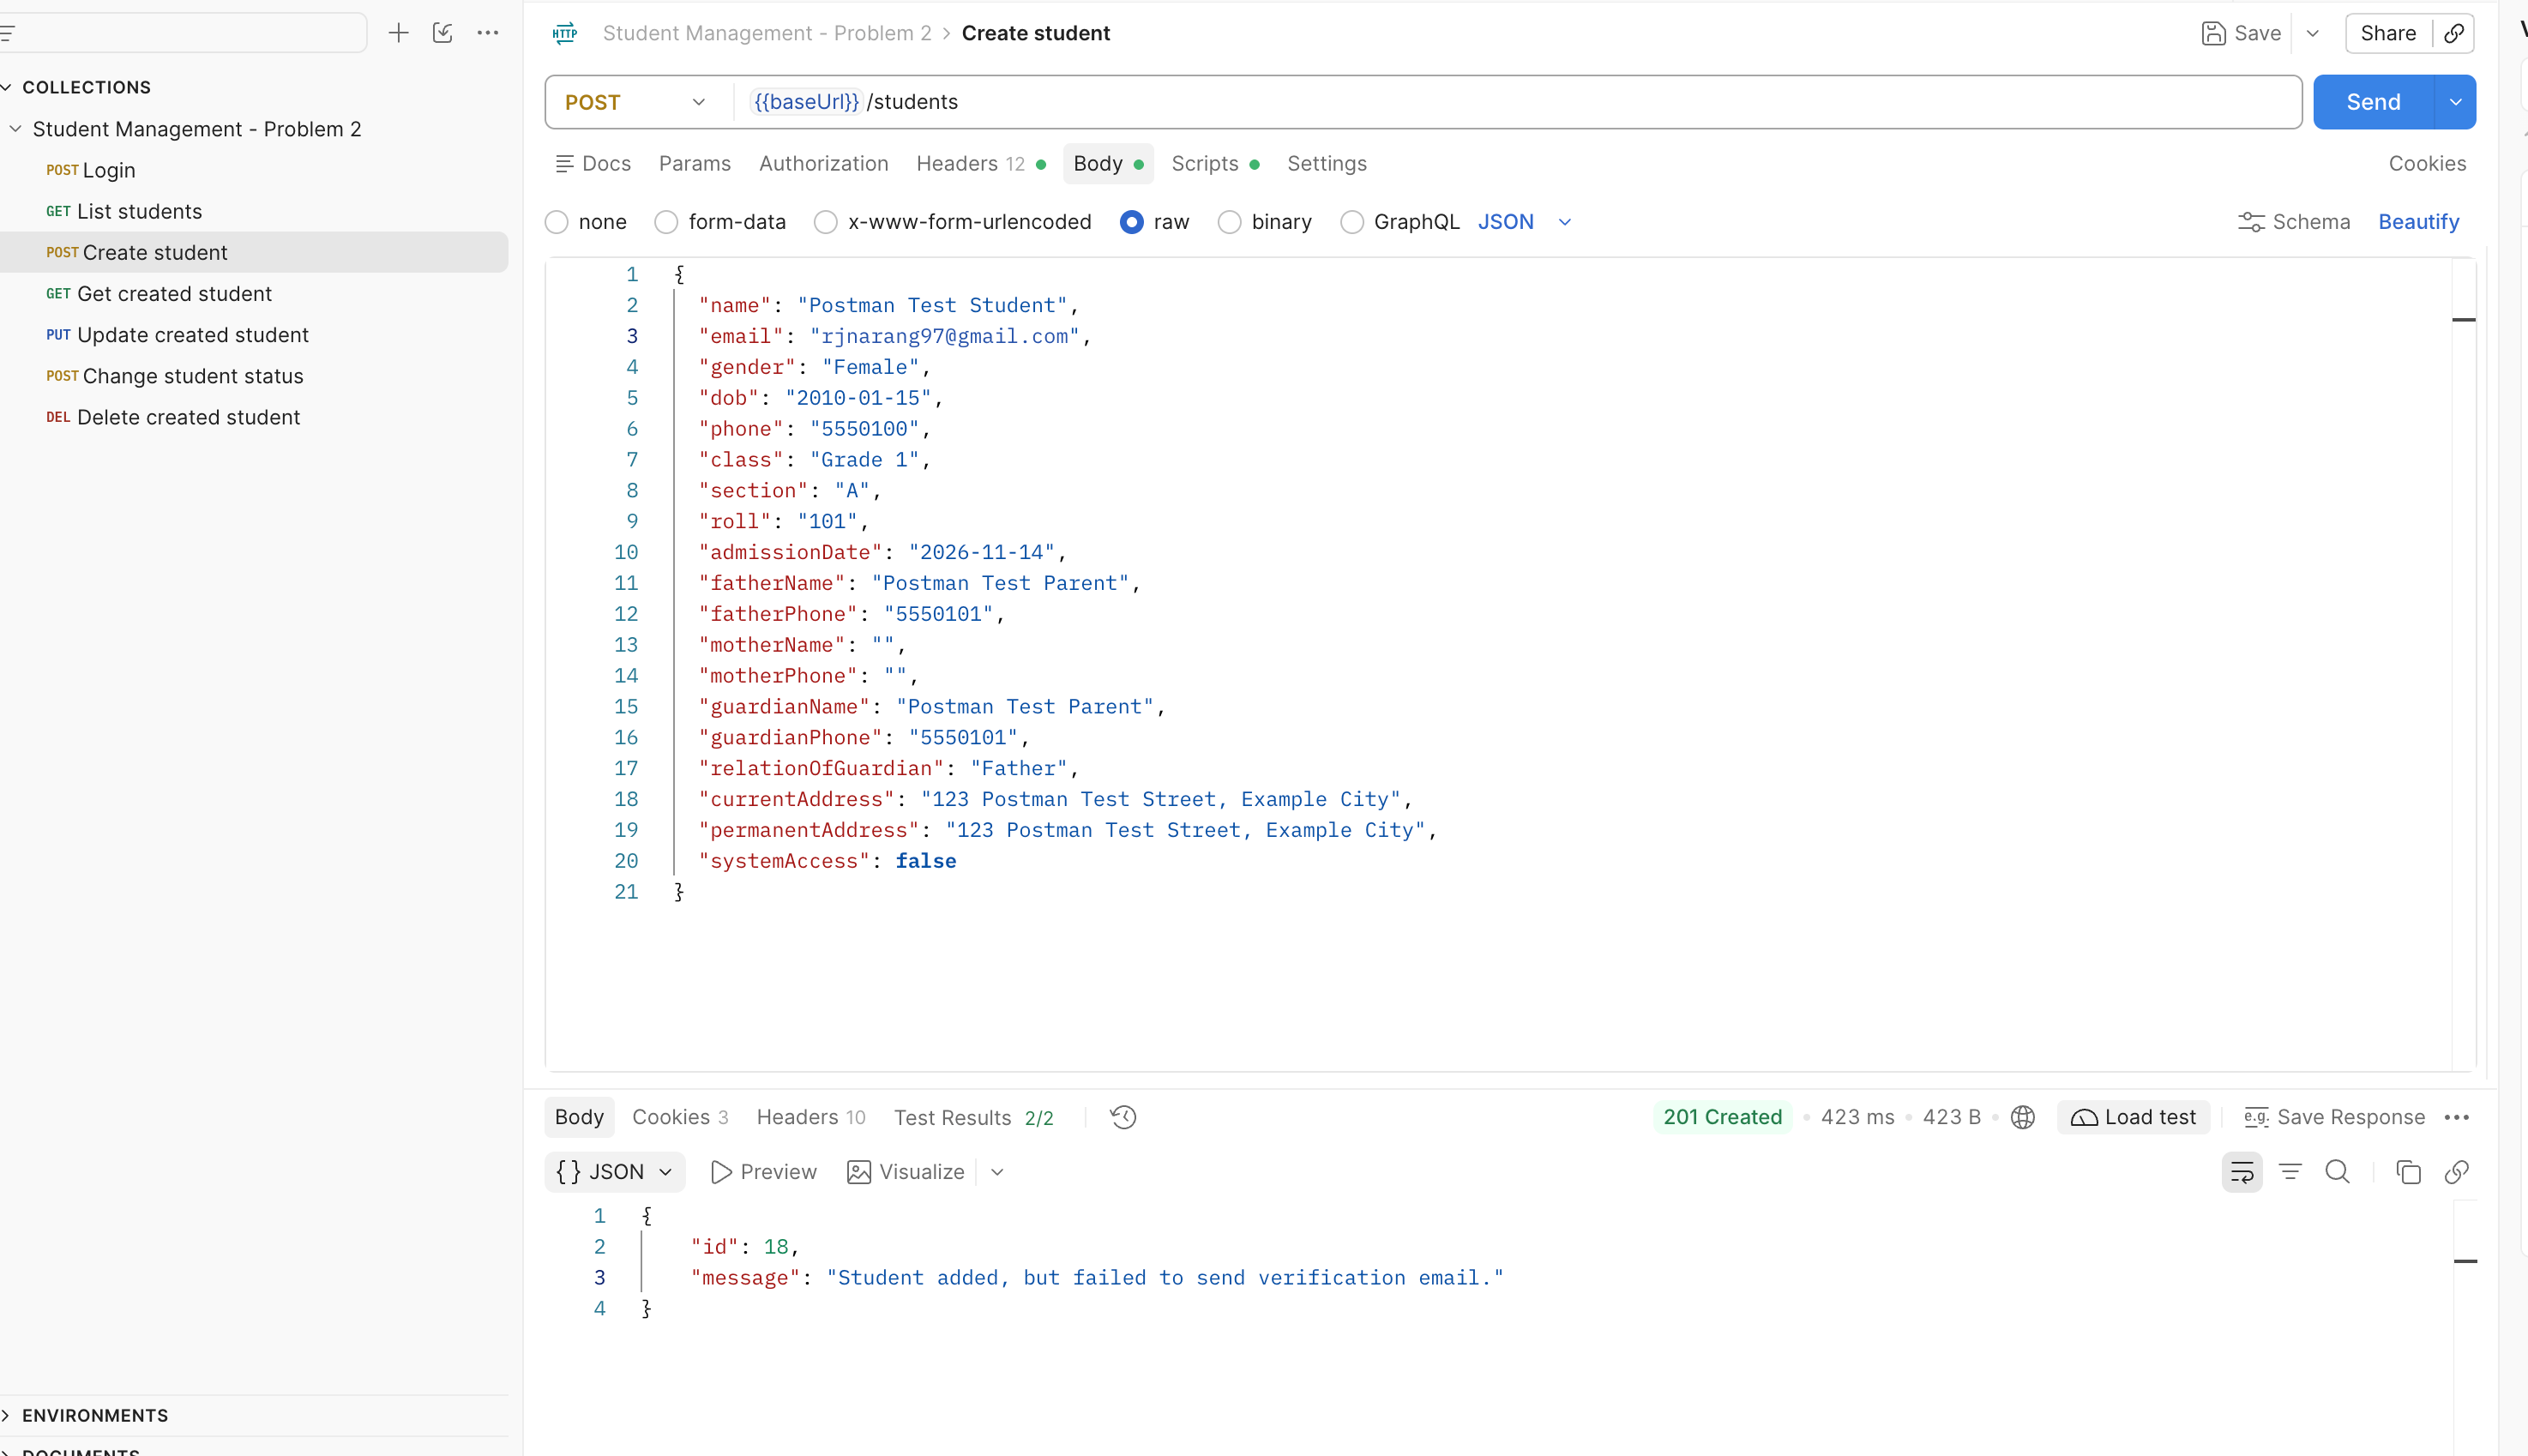 COLLECTIONS
Student Management - Problem 2
POST Login
GET List students
POST Create student
GET Get created student
PUT Update created student
POST Change student status
DEL Delete created student
ENVIRONMENTS
DOCUMENTS
HTTP Student Management - Problem 2 > Create student Save Share
POST {{baseUrl}}/students Send
Docs Params Authorization Headers 12 Body Scripts Settings Cookies
none form-data x-www-form-urlencoded raw binary GraphQL JSON Schema Beautify
1 {
2 "name": "Postman Test Student",
3 "email": "rjnarang97@gmail.com",
4 "gender": "Female",
5 "dob": "2010-01-15",
6 "phone": "5550100",
7 "class": "Grade 1",
8 "section": "A",
9 "roll": "101",
10 "admissionDate": "2026-11-14",
11 "fatherName": "Postman Test Parent",
12 "fatherPhone": "5550101",
13 "motherName": "",
14 "motherPhone": "",
15 "guardianName": "Postman Test Parent",
16 "guardianPhone": "5550101",
17 "relationOfGuardian": "Father",
18 "currentAddress": "123 Postman Test Street, Example City",
19 "permanentAddress": "123 Postman Test Street, Example City",
20 "systemAccess": false
21 }
Body Cookies 3 Headers 10 Test Results 2/2 201 Created • 423 ms • 423 B • Load test e.g. Save Response
{} JSON Preview Visualize
1 {
2 "id": 18,
3 "message": "Student added, but failed to send verification email."
4 }